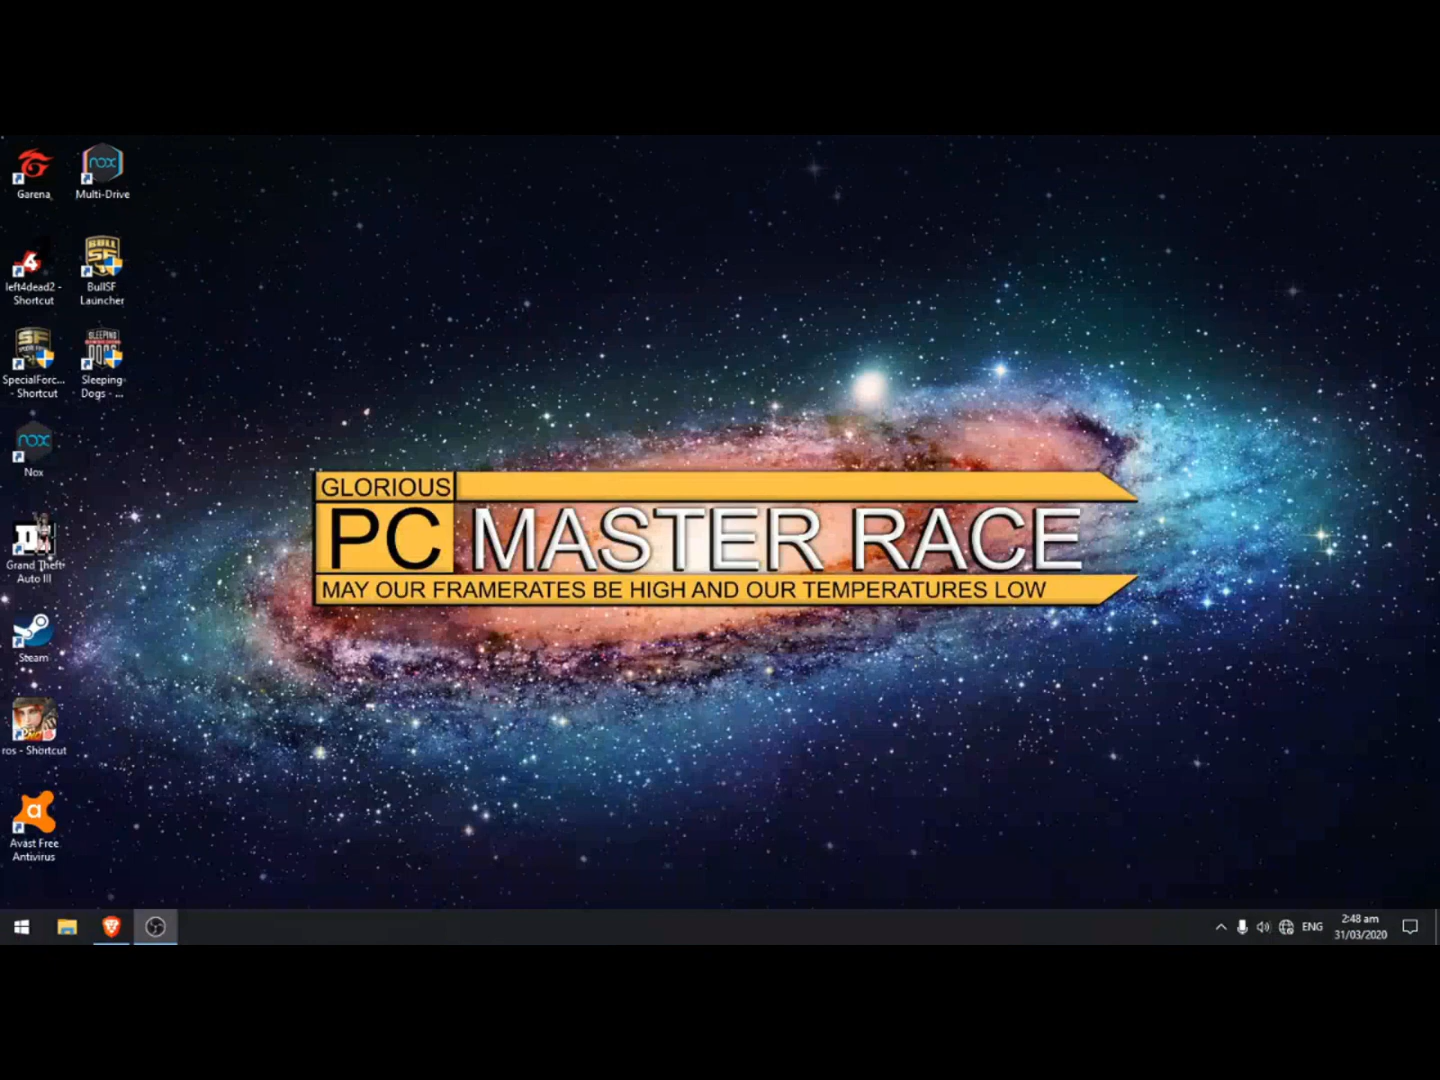 Garena
Multi-Drive
left4dead2 -
Shortcut
BullSF
Launcher
SpecialForc...
- Shortcut
Sleeping
Dogs - ...
nox
Nox
Grand Theft
Auto III
Steam
ros - Shortcut
Avast Free
Antivirus
GLORIOUS
PC MASTER RACE
MAY OUR FRAMERATES BE HIGH AND OUR TEMPERATURES LOW
ENG
2:48 am
31/03/2020